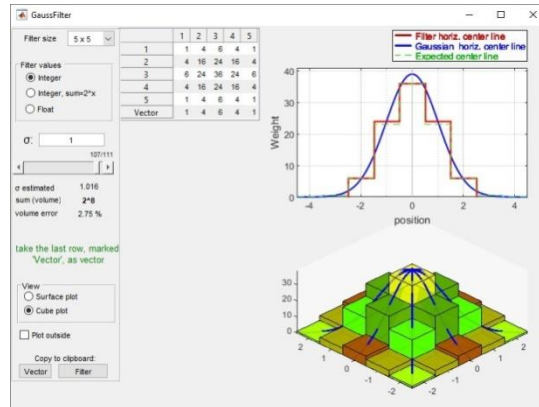 GaussFilter
Filter size 5 x 5
Filter values
Integer
Integer, sum=2^x
Float
σ: 1
107/111
σ estimated 1.016
sum (volume) 2^8
volume error 2.75 %
take the last row, marked
'Vector', as vector
View
Surface plot
Cube plot
Plot outside
Copy to clipboard:
Vector Filter
1 2 3 4 5
1 1 4 6 4 1
2 4 16 24 16 4
3 6 24 36 24 6
4 4 16 24 16 4
5 1 4 6 4 1
Vector 1 4 6 4 1
Filter horiz. center line
Gaussian horiz. center line
Expected center line
Weight
40
30
20
10
0
-4 -2 0 2 4
position
30
20
10
0
2 1 0 -1 -2
2 1 0 -1 -2